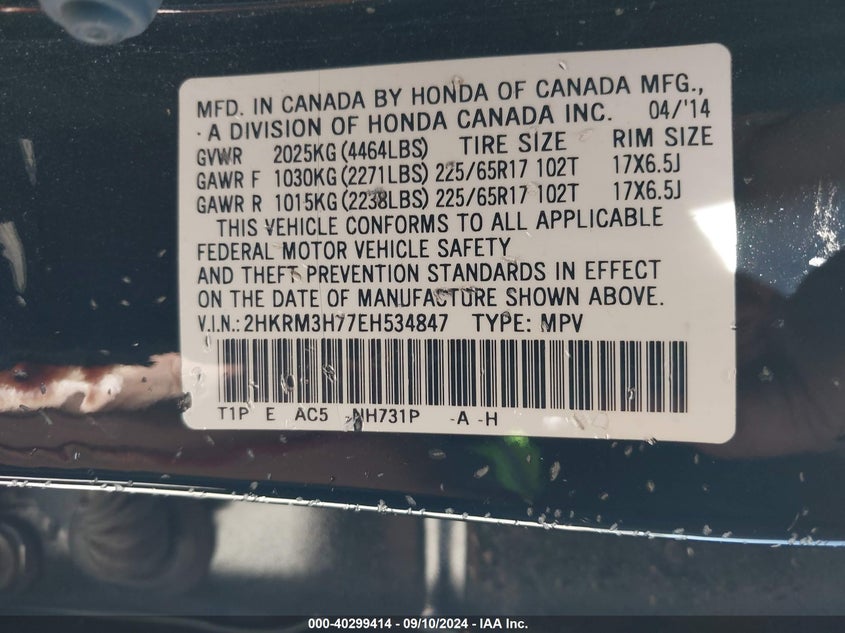 MFD. IN CANADA BY HONDA OF CANADA MFG.,
A DIVISION OF HONDA CANADA INC. 04/'14
GVWR 2025KG (4464LBS) TIRE SIZE RIM SIZE
GAWR F 1030KG (2271LBS) 225/65R17 102T 17X6.5J
GAWR R 1015KG (2238LBS) 225/65R17 102T 17X6.5J
THIS VEHICLE CONFORMS TO ALL APPLICABLE
FEDERAL MOTOR VEHICLE SAFETY
AND THEFT PREVENTION STANDARDS IN EFFECT
ON THE DATE OF MANUFACTURE SHOWN ABOVE.
V.I.N.: 2HKRM3H77EH534847 TYPE: MPV
T1P E AC5 NH731P -A -H
000-40299414 - 09/10/2024 - IAA Inc.